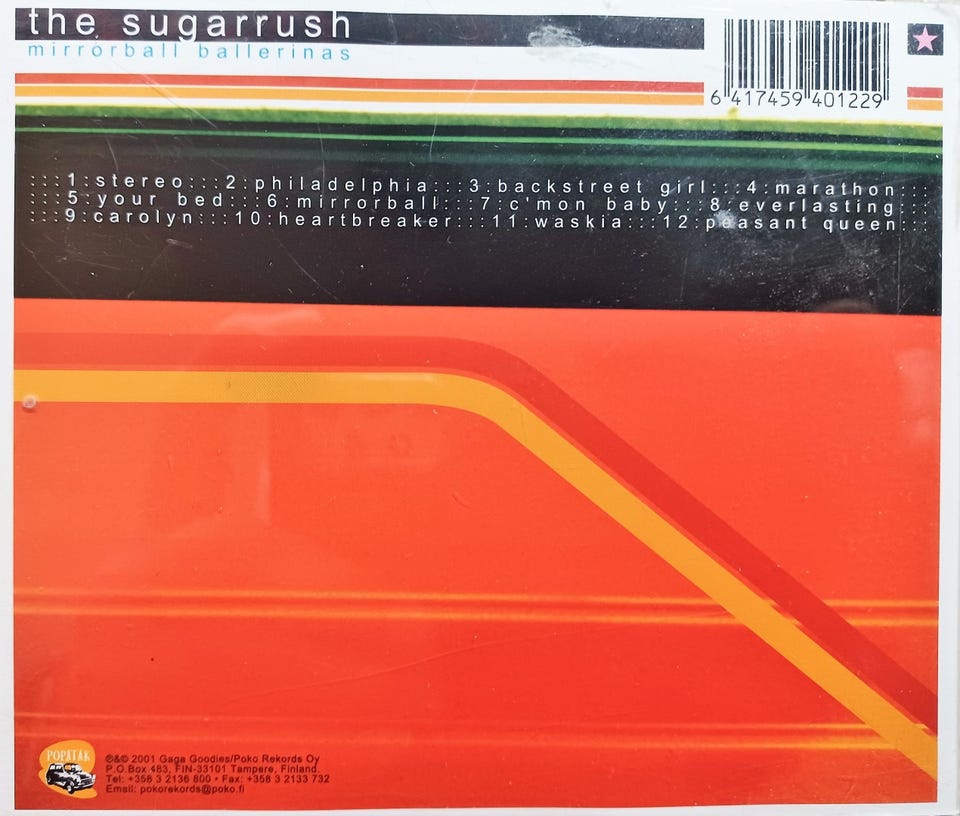 the sugarrush
mirrorball ballerinas
6 417459 401229
:::1:stereo:::2:philadelphia:::3:backstreet girl:::4:marathon:::
:::5:your bed:::6:mirrorball:::7:c'mon baby:::8:everlasting:::
:::9:carolyn:::10:heartbreaker:::11:waskia:::12:peasant queen:::
POPATAK
℗&© 2001 Gaga Goodies/Poko Rekords Oy
P.O.Box 483, FIN-33101 Tampere, Finland.
Tel: +358 3 2136 800 • Fax: +358 3 2133 732
Email: pokorekords@poko.fi